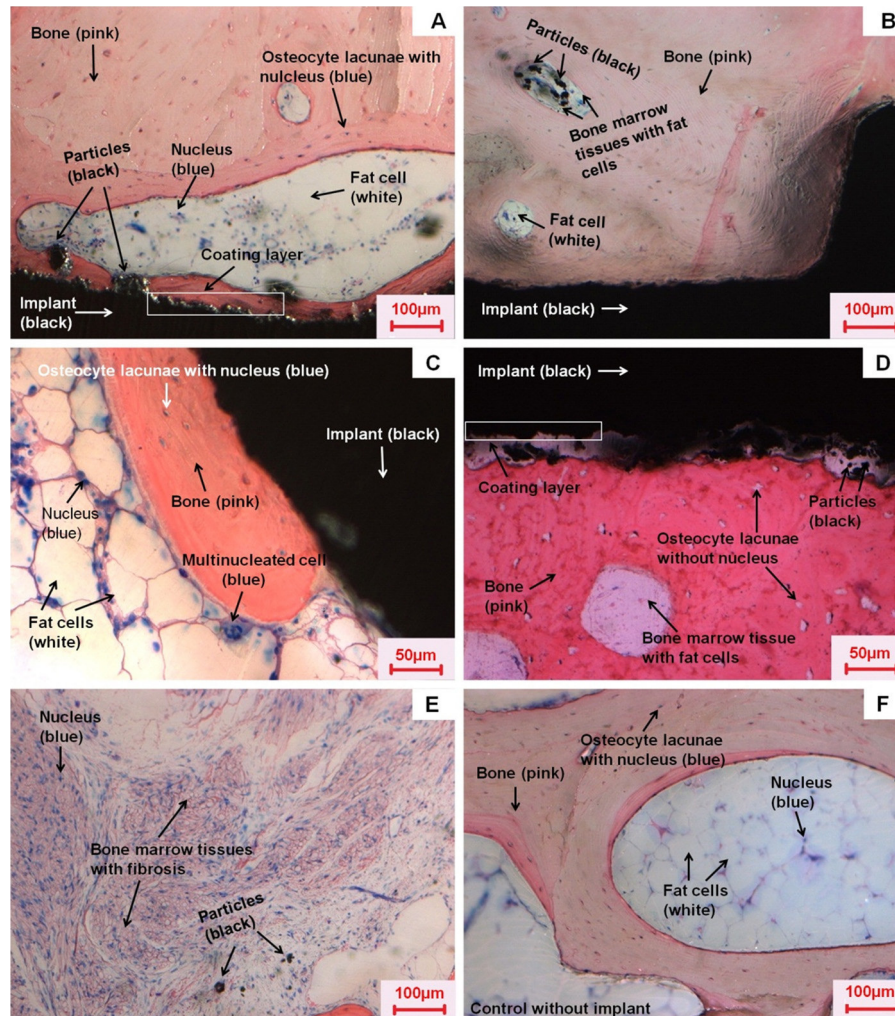 A
Bone (pink)
Osteocyte lacunae with
nulcleus (blue)
Particles
(black)
Nucleus
(blue)
Fat cell
(white)
Coating layer
Implant
(black)
100µm
B
Particles
(black)
Bone (pink)
Bone marrow
tissues with fat
cells
Fat cell
(white)
Implant (black)
100µm
C
Osteocyte lacunae with nucleus (blue)
Implant (black)
Nucleus
(blue)
Bone (pink)
Multinucleated cell
(blue)
Fat cells
(white)
50µm
D
Implant (black)
Coating layer
Particles
(black)
Osteocyte lacunae
without nucleus
Bone
(pink)
Bone marrow tissue
with fat cells
50µm
E
Nucleus
(blue)
Bone marrow tissues
with fibrosis
Particles
(black)
100µm
F
Osteocyte lacunae
with nucleus (blue)
Bone (pink)
Nucleus
(blue)
Fat cells
(white)
Control without implant
100µm